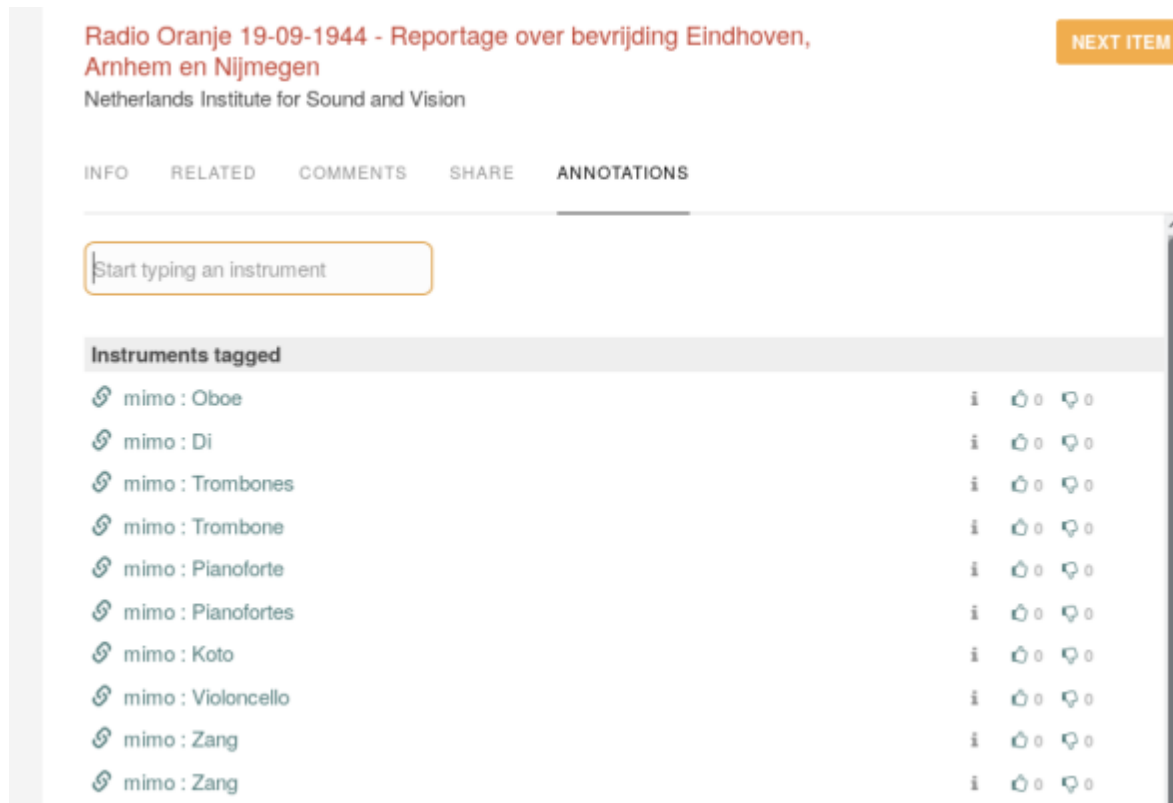 Radio Oranje 19-09-1944 - Reportage over bevrijding Eindhoven,
Arnhem en Nijmegen
NEXT ITEM
Netherlands Institute for Sound and Vision
INFO RELATED COMMENTS SHARE ANNOTATIONS
Start typing an instrument
Instruments tagged
mimo : Oboe i 0 0
mimo : Di i 0 0
mimo : Trombones i 0 0
mimo : Trombone i 0 0
mimo : Pianoforte i 0 0
mimo : Pianofortes i 0 0
mimo : Koto i 0 0
mimo : Violoncello i 0 0
mimo : Zang i 0 0
mimo : Zang i 0 0